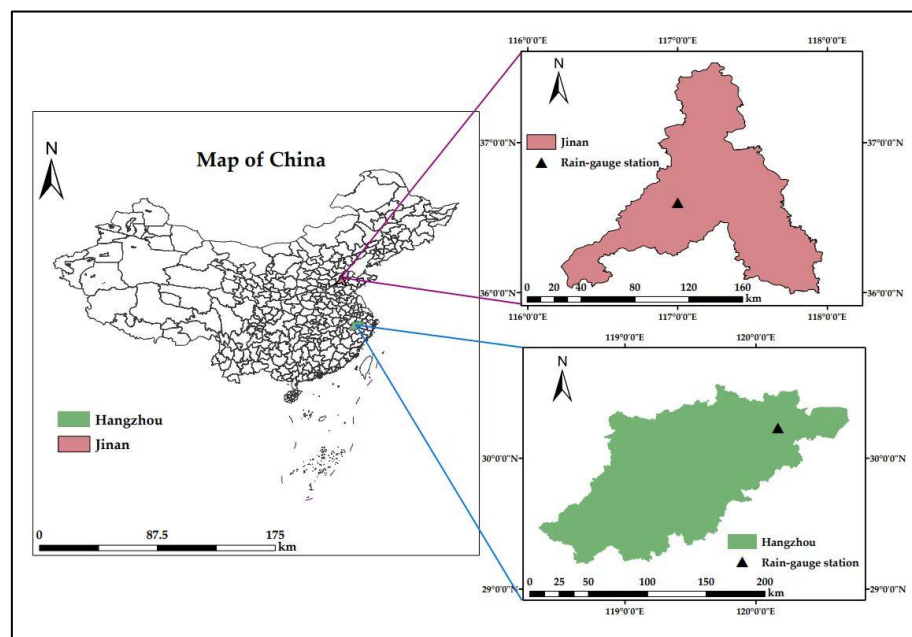 N
Map of China
Hangzhou
Jinan
0 87.5 175
km
116°0'0"E 117°0'0"E 118°0'0"E
N
37°0'0"N 37°0'0"N
Jinan
Rain-gauge station
0 20 40 80 120 160
km
36°0'0"N 36°0'0"N
116°0'0"E 117°0'0"E 118°0'0"E
119°0'0"E 120°0'0"E
N
30°0'0"N 30°0'0"N
Hangzhou
Rain-gauge station
0 25 50 100 150 200
km
29°0'0"N 29°0'0"N
119°0'0"E 120°0'0"E